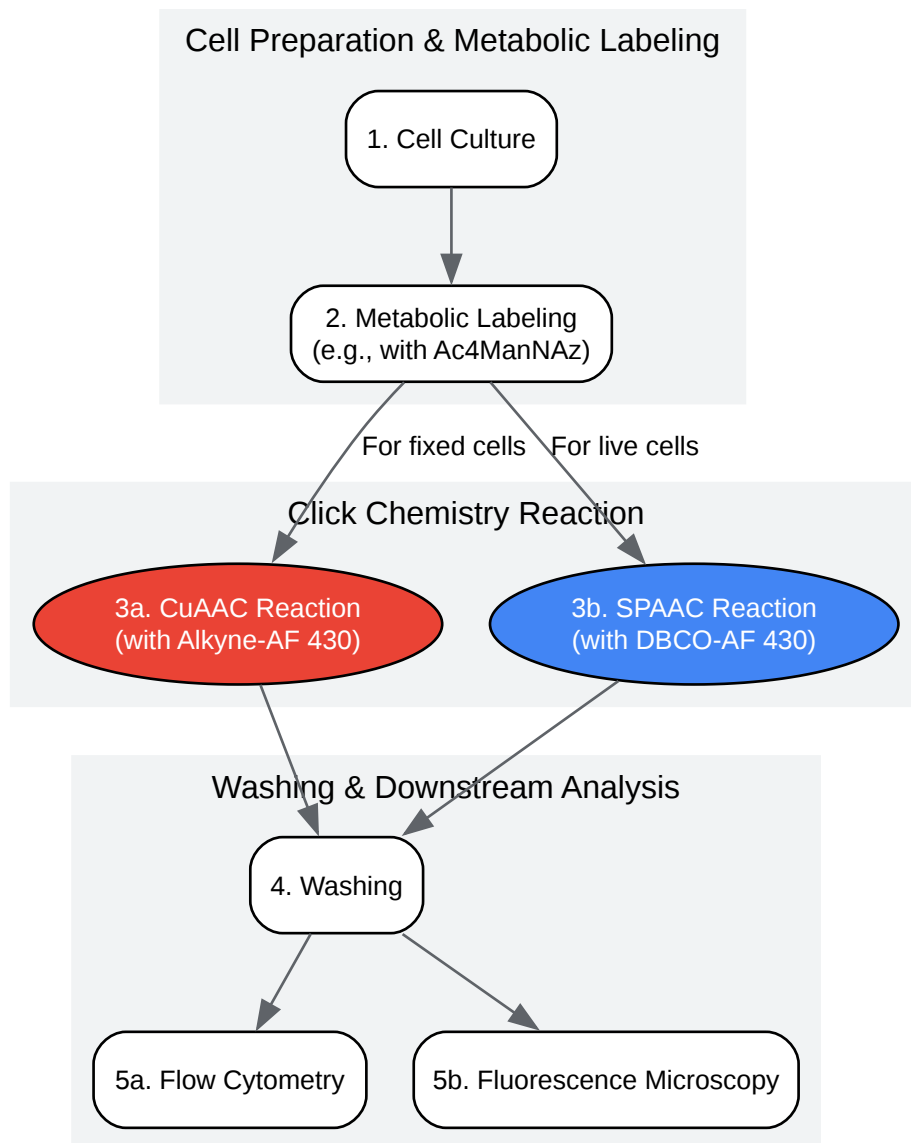 Cell Preparation & Metabolic Labeling
1. Cell Culture
2. Metabolic Labeling
(e.g., with Ac4ManNAz)
For fixed cells
For live cells
Click Chemistry Reaction
3a. CuAAC Reaction
(with Alkyne-AF 430)
3b. SPAAC Reaction
(with DBCO-AF 430)
Washing & Downstream Analysis
4. Washing
5a. Flow Cytometry
5b. Fluorescence Microscopy